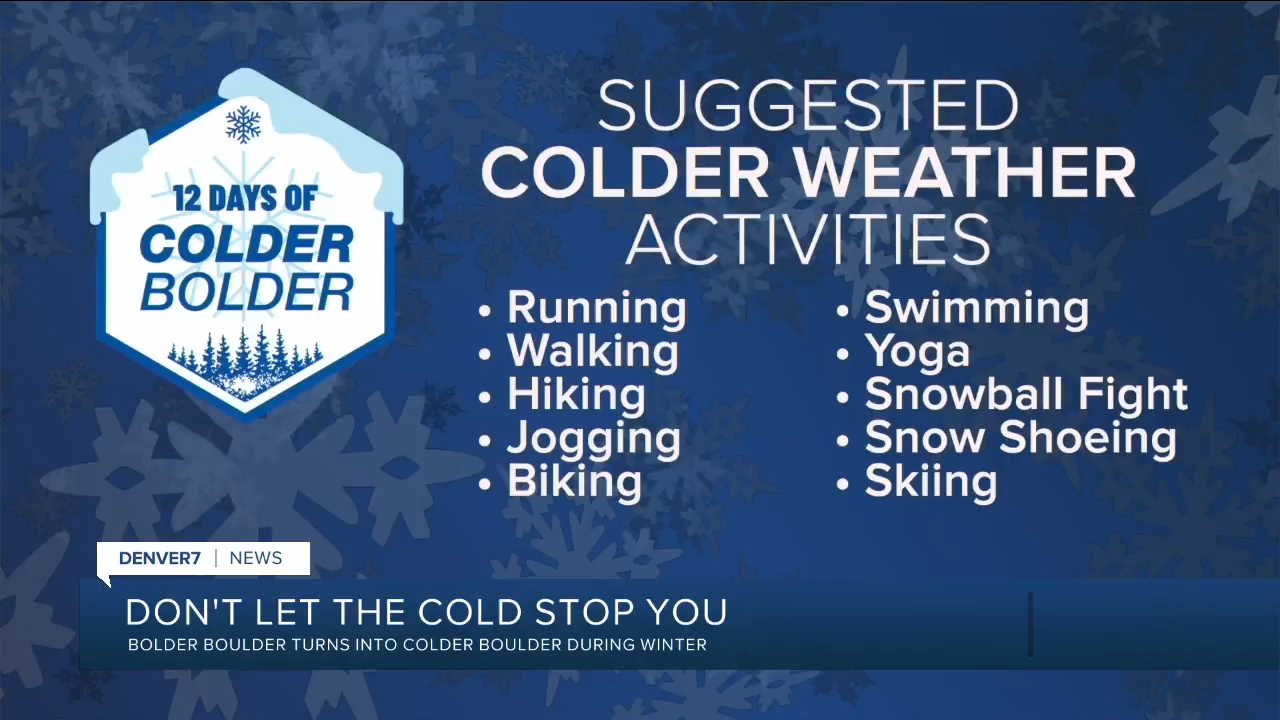 12 DAYS OF
COLDER
BOLDER
SUGGESTED
COLDER WEATHER
ACTIVITIES
• Running
• Walking
• Hiking
• Jogging
• Biking
• Swimming
• Yoga
• Snowball Fight
• Snow Shoeing
• Skiing
DENVER7 | NEWS
DON'T LET THE COLD STOP YOU
BOLDER BOULDER TURNS INTO COLDER BOULDER DURING WINTER